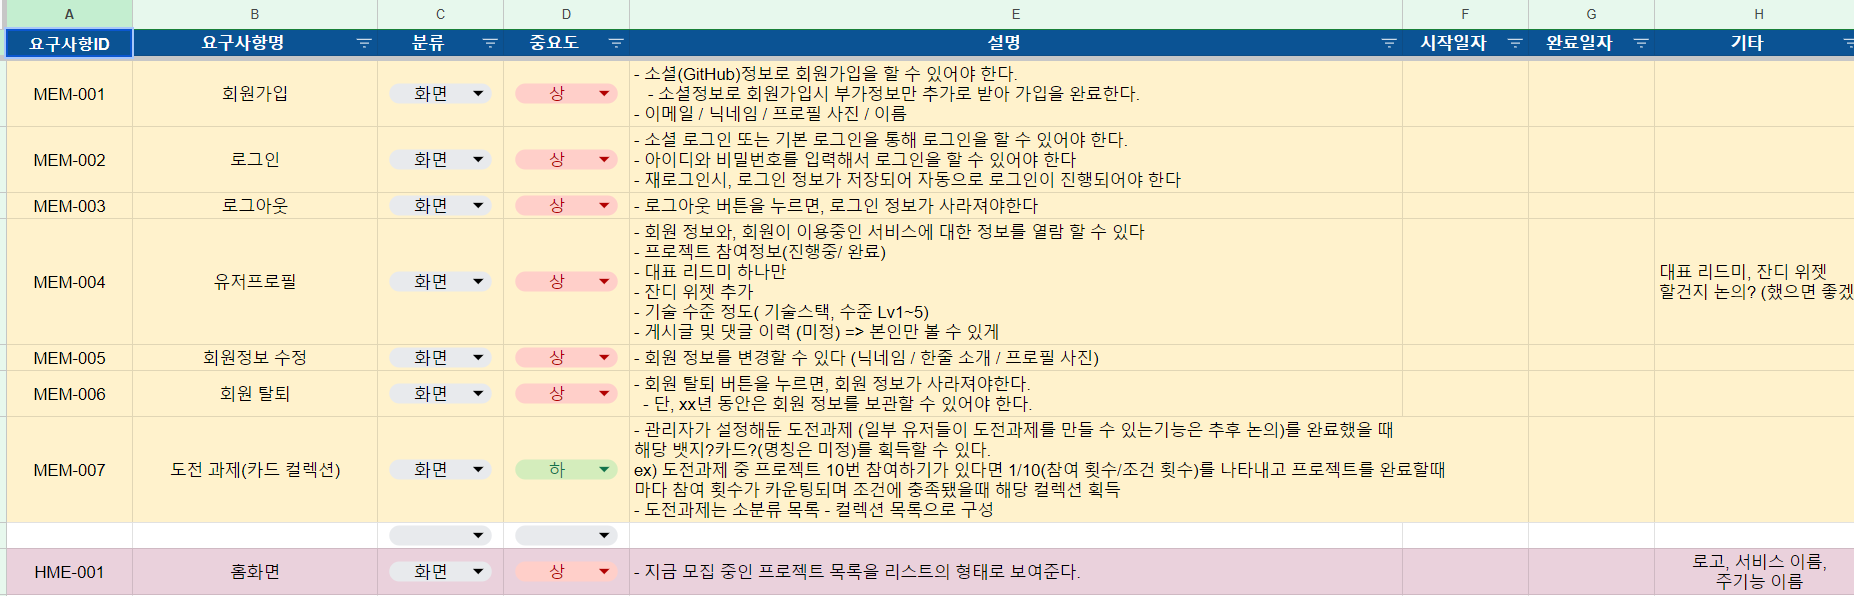 A B C D E F G H
요구사항ID 요구사항명 분류 중요도 설명 시작일자 완료일자 기타
MEM-001 회원가입 화면 상
- 소셜(GitHub)정보로 회원가입을 할 수 있어야 한다.
- 소셜정보로 회원가입시 부가정보만 추가로 받아 가입을 완료한다.
- 이메일 / 닉네임 / 프로필 사진 / 이름
MEM-002 로그인 화면 상
- 소셜 로그인 또는 기본 로그인을 통해 로그인을 할 수 있어야 한다.
- 아이디와 비밀번호를 입력해서 로그인을 할 수 있어야 한다
- 재로그인시, 로그인 정보가 저장되어 자동으로 로그인이 진행되어야 한다
MEM-003 로그아웃 화면 상
- 로그아웃 버튼을 누르면, 로그인 정보가 사라져야한다
MEM-004 유저프로필 화면 상
- 회원 정보와, 회원이 이용중인 서비스에 대한 정보를 열람 할 수 있다
- 프로젝트 참여정보(진행중/ 완료)
- 대표 리드미 하나만
- 잔디 위젯 추가
- 기술 수준 정도( 기술스택, 수준 Lv1~5)
- 게시글 및 댓글 이력 (미정) => 본인만 볼 수 있게
대표 리드미, 잔디 위젯
할건지 논의? (했으면 좋겠
MEM-005 회원정보 수정 화면 상
- 회원 정보를 변경할 수 있다 (닉네임 / 한줄 소개 / 프로필 사진)
MEM-006 회원 탈퇴 화면 상
- 회원 탈퇴 버튼을 누르면, 회원 정보가 사라져야한다.
- 단, xx년 동안은 회원 정보를 보관할 수 있어야 한다.
MEM-007 도전 과제(카드 컬렉션) 화면 하
- 관리자가 설정해둔 도전과제 (일부 유저들이 도전과제를 만들 수 있는기능은 추후 논의)를 완료했을 때
해당 뱃지?카드?(명칭은 미정)를 획득할 수 있다.
ex) 도전과제 중 프로젝트 10번 참여하기가 있다면 1/10(참여 횟수/조건 횟수)를 나타내고 프로젝트를 완료할때
마다 참여 횟수가 카운팅되며 조건에 충족됐을때 해당 컬렉션 획득
- 도전과제는 소분류 목록 - 컬렉션 목록으로 구성
HME-001 홈화면 화면 상
- 지금 모집 중인 프로젝트 목록을 리스트의 형태로 보여준다.
로고, 서비스 이름,
주기능 이름